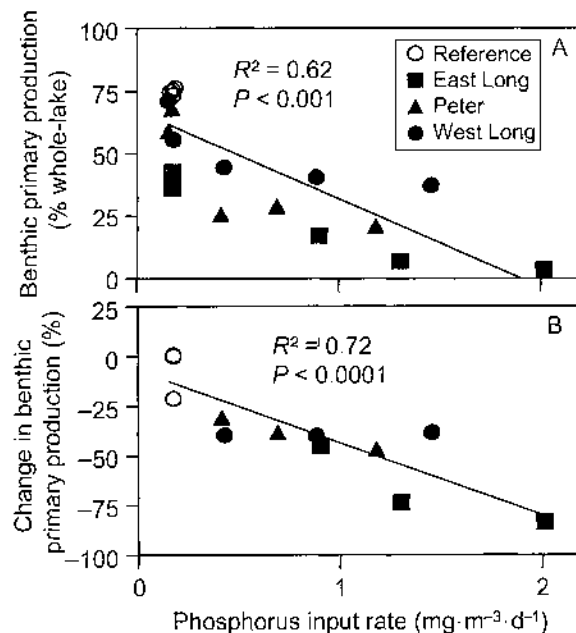 100
75
50
25
0
Benthic primary production
(% whole-lake)
A
R² = 0.62
P < 0.001
Reference
East Long
Peter
West Long
1
2
25
0
−25
−50
−75
−100
Change in benthic
primary production (%)
B
R² = 0.72
P < 0.0001
0 1 2
Phosphorus input rate (mg·m⁻³·d⁻¹)